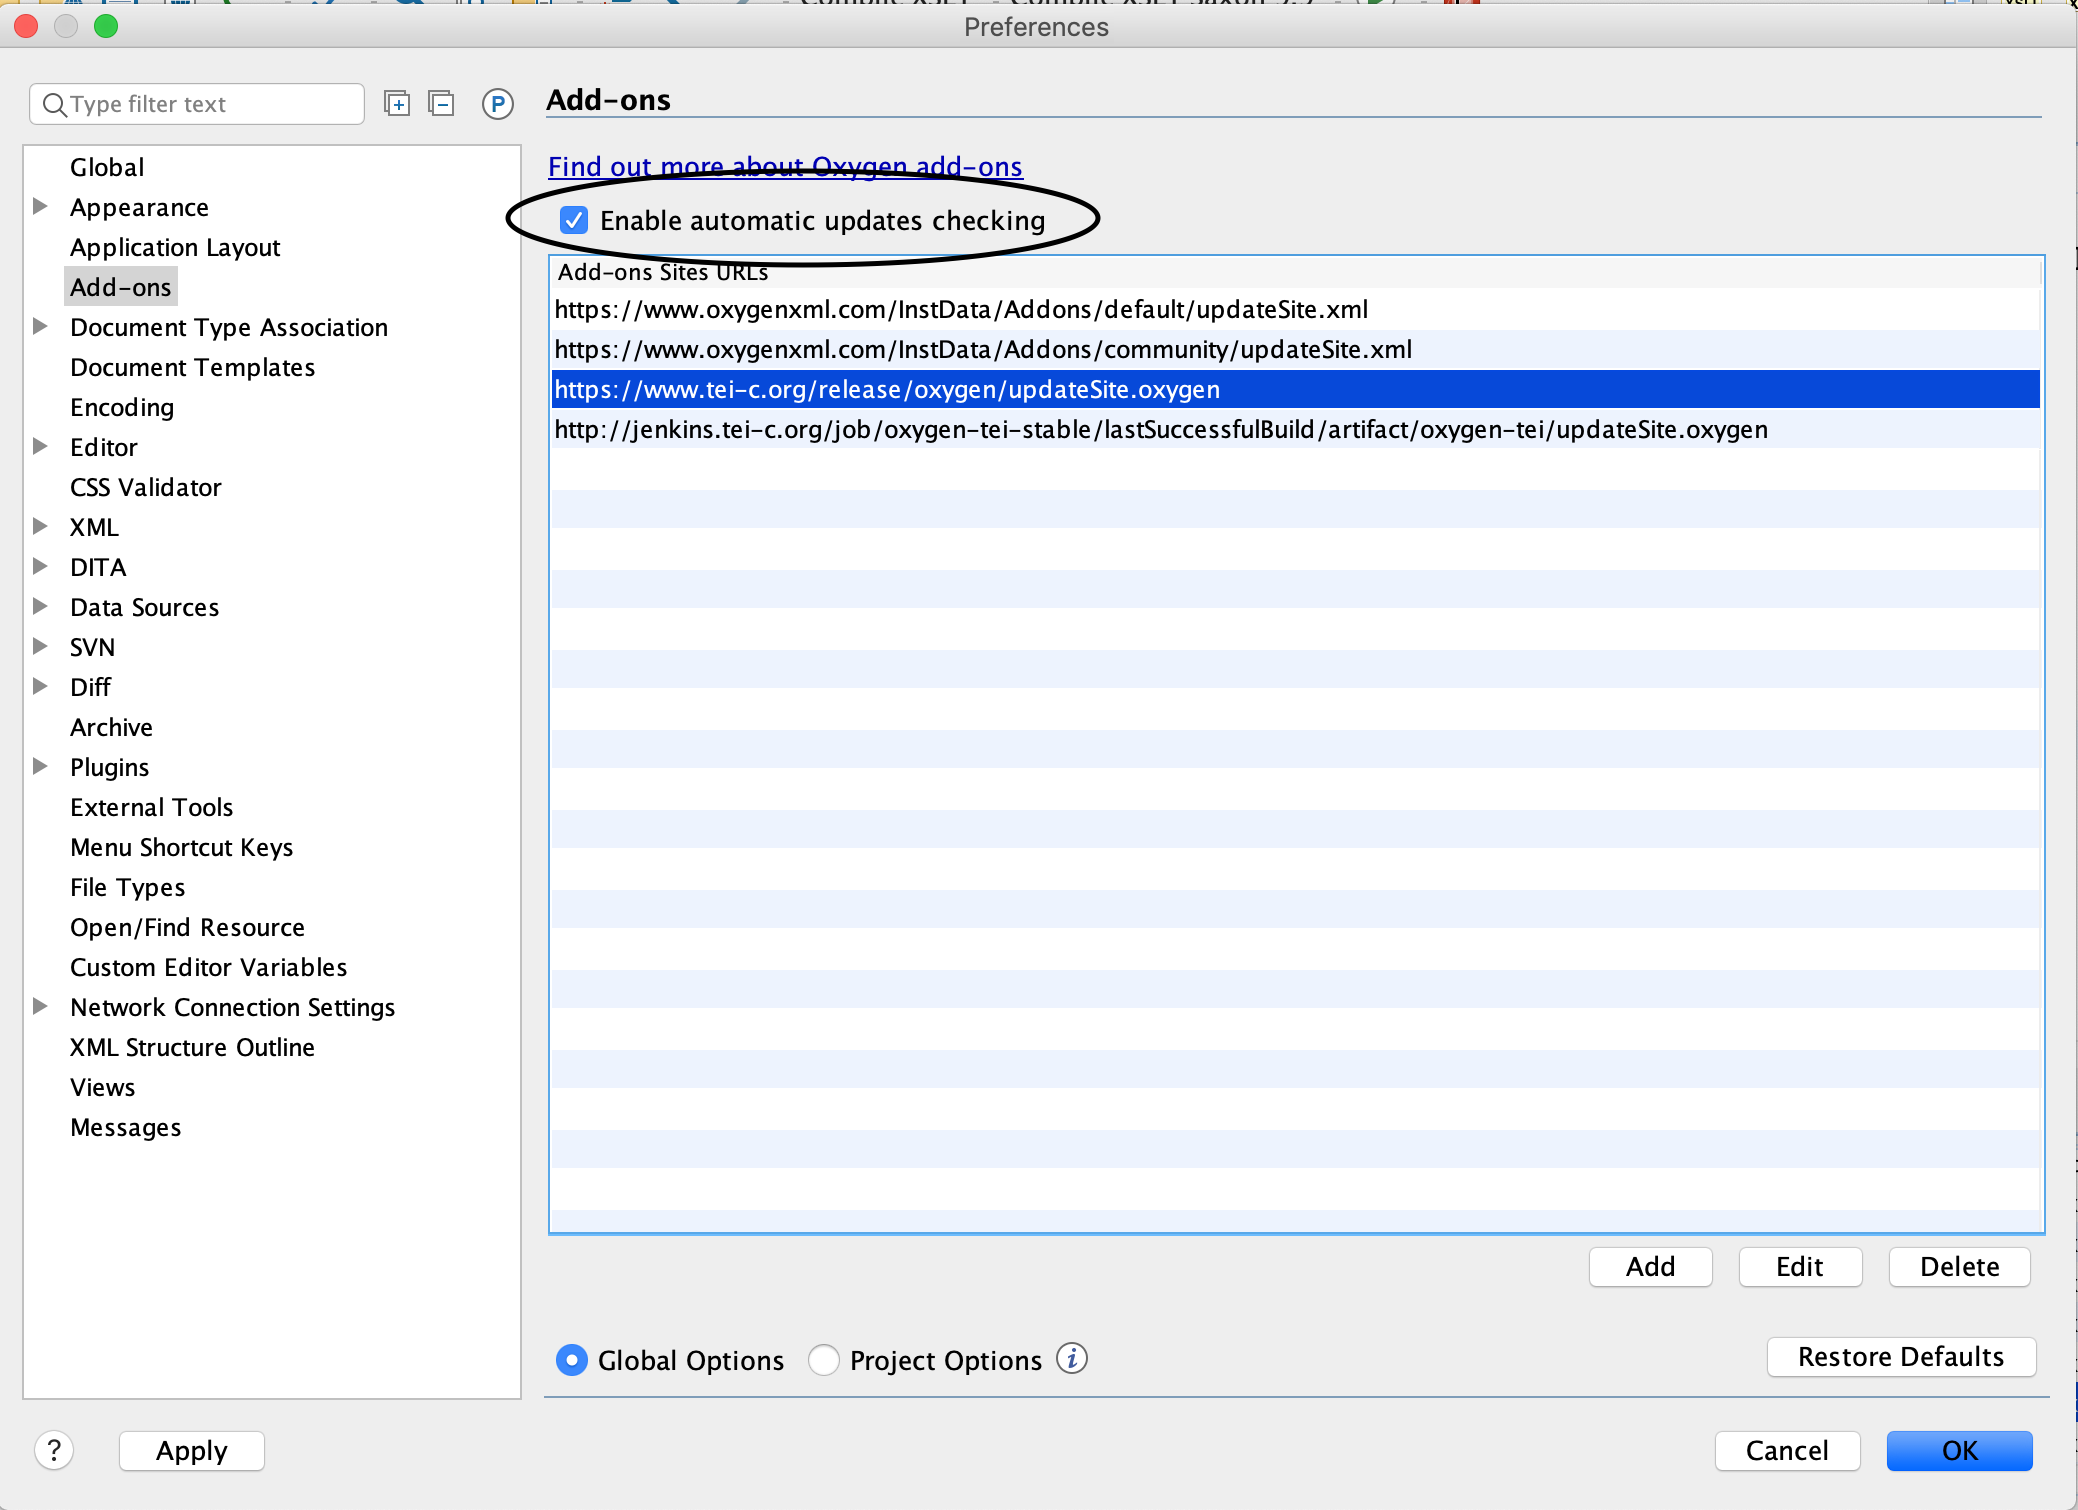 Preferences
Type filter text
P
Add-ons
Global
Appearance
Application Layout
Add-ons
Document Type Association
Document Templates
Encoding
Editor
CSS Validator
XML
DITA
Data Sources
SVN
Diff
Archive
Plugins
External Tools
Menu Shortcut Keys
File Types
Open/Find Resource
Custom Editor Variables
Network Connection Settings
XML Structure Outline
Views
Messages
Find out more about Oxygen add-ons
Enable automatic updates checking
Add-ons Sites URLs
https://www.oxygenxml.com/InstData/Addons/default/updateSite.xml
https://www.oxygenxml.com/InstData/Addons/community/updateSite.xml
https://www.tei-c.org/release/oxygen/updateSite.oxygen
http://jenkins.tei-c.org/job/oxygen-tei-stable/lastSuccessfulBuild/artifact/oxygen-tei/updateSite.oxygen
Add Edit Delete
Global Options Project Options i
Restore Defaults
? Apply
Cancel OK